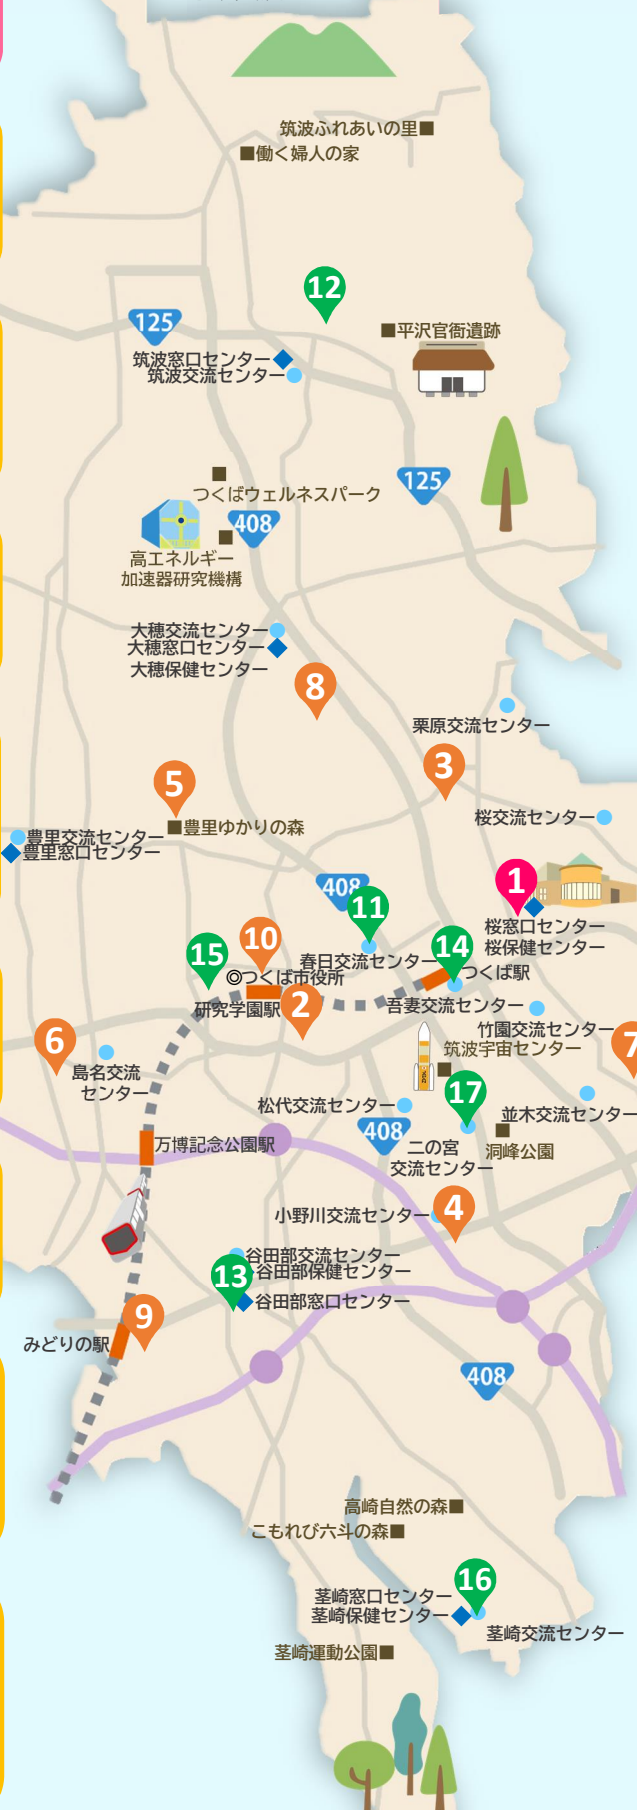 筑波ふれあいの里■
■働く婦人の家
12
125
■平沢官衙遺跡
筑波窓口センター
筑波交流センター
つくばウェルネスパーク
125
408
高エネルギー
加速器研究機構
大穂交流センター
大穂窓口センター
大穂保健センター
8
栗原交流センター
3
5
桜交流センター
■豊里ゆかりの森
豊里交流センター
豊里窓口センター
1
408
11
桜窓口センター
桜保健センター
10
14
15
春日交流センター
つくば駅
◎つくば市役所
研究学園駅
2
吾妻交流センター
竹園交流センター
6
7
筑波宇宙センター
島名交流
センター
17
松代交流センター
並木交流センター
408
万博記念公園駅
二の宮
交流センター
洞峰公園
小野川交流センター
4
谷田部交流センター
谷田部保健センター
13
谷田部窓口センター
9
みどりの駅
408
高崎自然の森■
こもれび六斗の森■
16
茎崎窓口センター
茎崎保健センター
茎崎交流センター
茎崎運動公園■